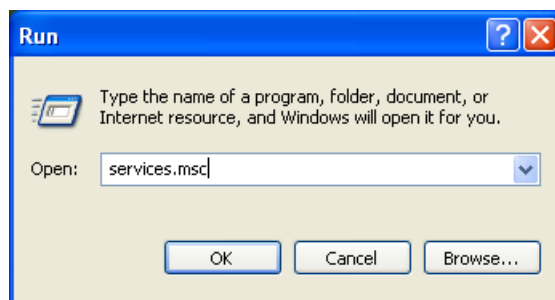 Run
Type the name of a program, folder, document, or
Internet resource, and Windows will open it for you.
Open: services.msc
OK Cancel Browse...